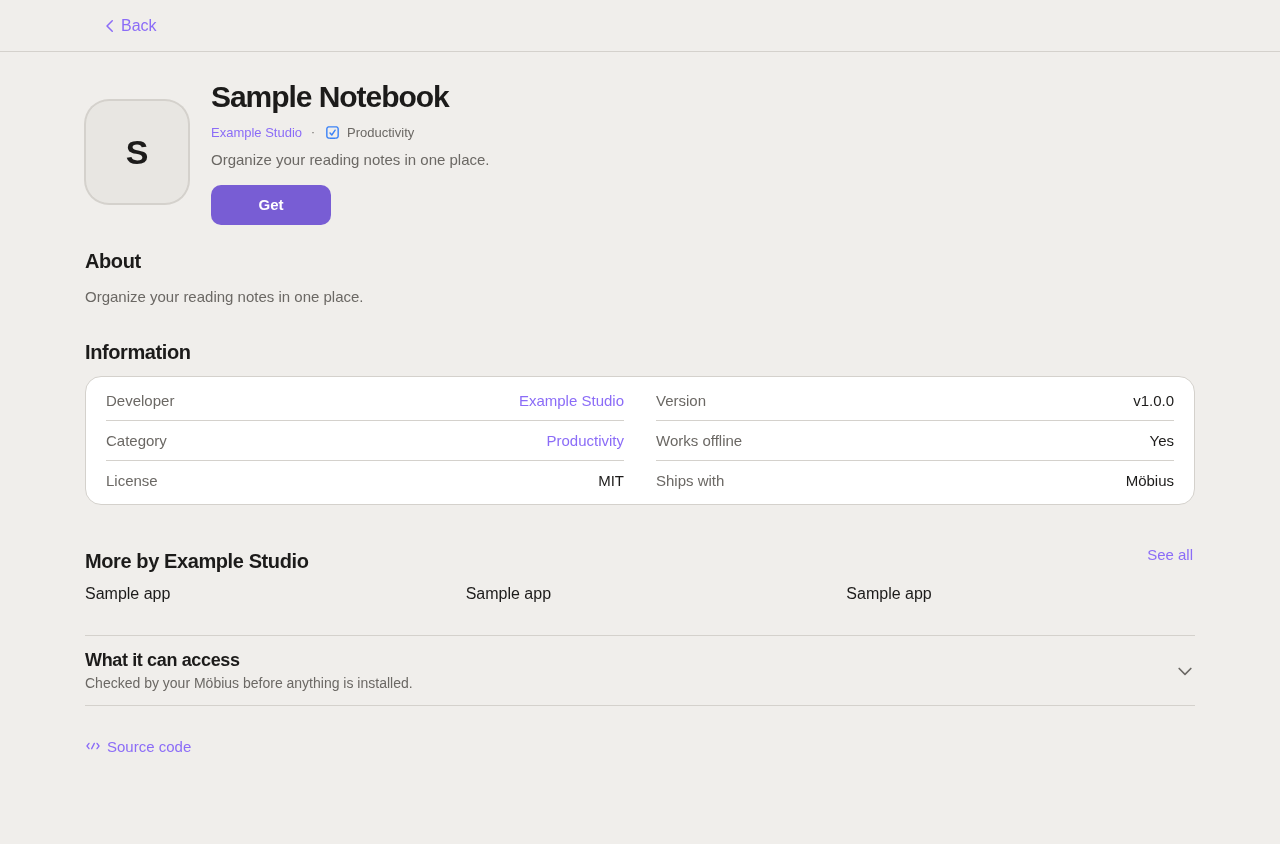 Back
S
Sample Notebook
Example Studio · Productivity
Organize your reading notes in one place.
Get
About
Organize your reading notes in one place.
Information
Developer Example Studio
Version v1.0.0
Category Productivity
Works offline Yes
License MIT
Ships with Möbius
More by Example Studio
See all
Sample app
Sample app
Sample app
What it can access
Checked by your Möbius before anything is installed.
Source code